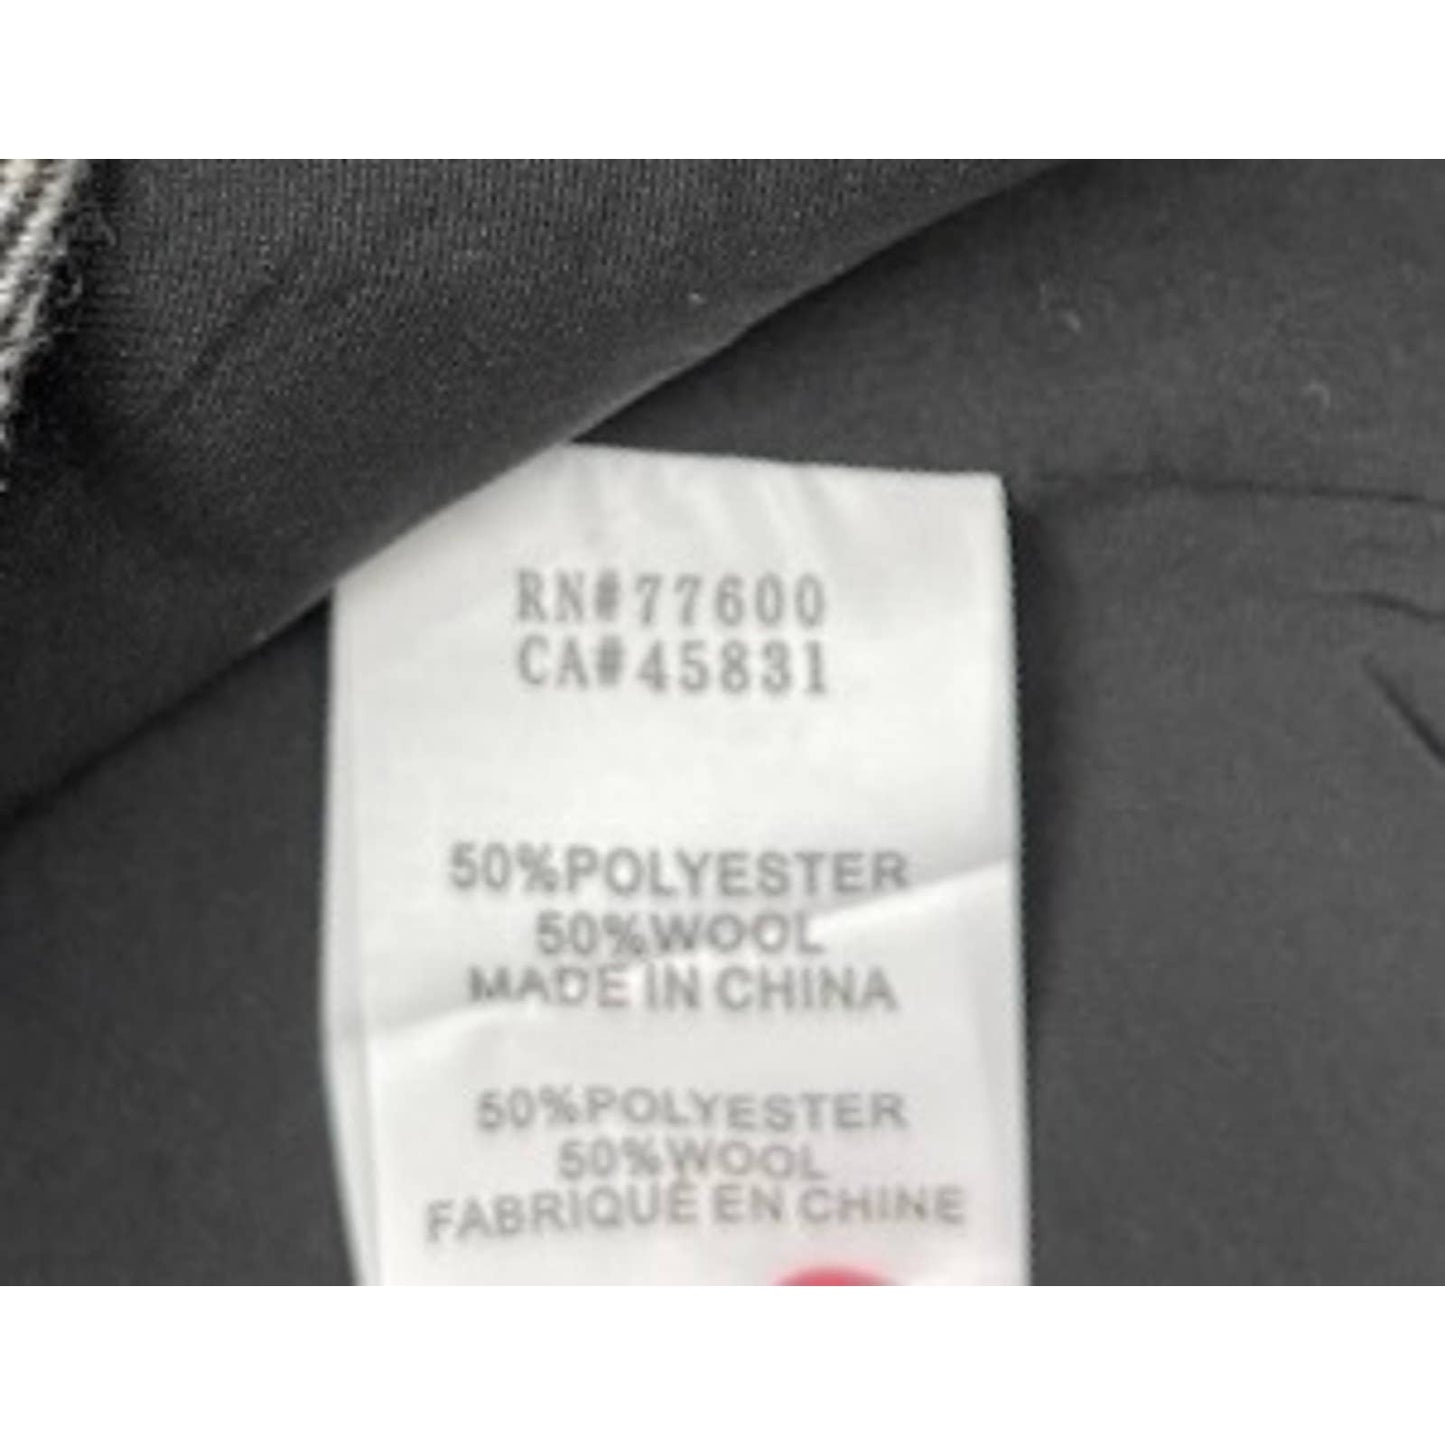 RN#77600
CA#45831
50%POLYESTER
50%WOOL
MADE IN CHINA
50%POLYESTER
50%WOOL
FABRIQUÉ EN CHINE